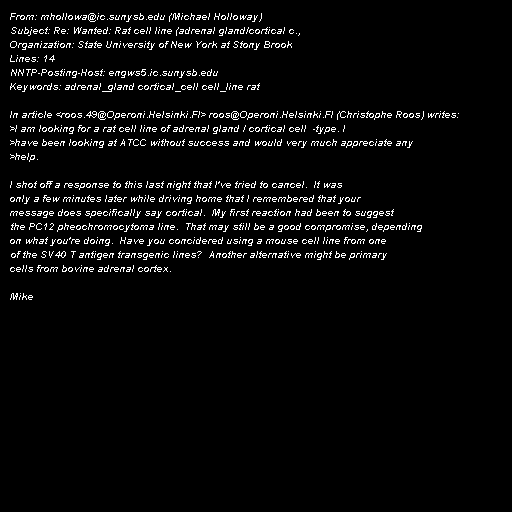 From: mhollowa@ic.sunysb.edu (Michael Holloway)
Subject: Re: Wanted: Rat cell line (adrenal gland/cortical c.,
Organization: State University of New York at Stony Brook
Lines: 14
NNTP-Posting-Host: engws5.ic.sunysb.edu
Keywords: adrenal_gland cortical_cell cell_line rat

In article <roos.49@Operoni.Helsinki.FI> roos@Operoni.Helsinki.FI (Christophe Roos) writes:
>I am looking for a rat cell line of adrenal gland / cortical cell  -type. I
>have been looking at ATCC without success and would very much appreciate any
>help.

I shot off a response to this last night that I've tried to cancel.  It was
only a few minutes later while driving home that I remembered that your
message does specifically say cortical.  My first reaction had been to suggest
the PC12 pheochromocytoma line.  That may still be a good compromise, depending
on what you're doing.  Have you concidered using a mouse cell line from one
of the SV40 T antigen transgenic lines?  Another alternative might be primary
cells from bovine adrenal cortex.

Mike